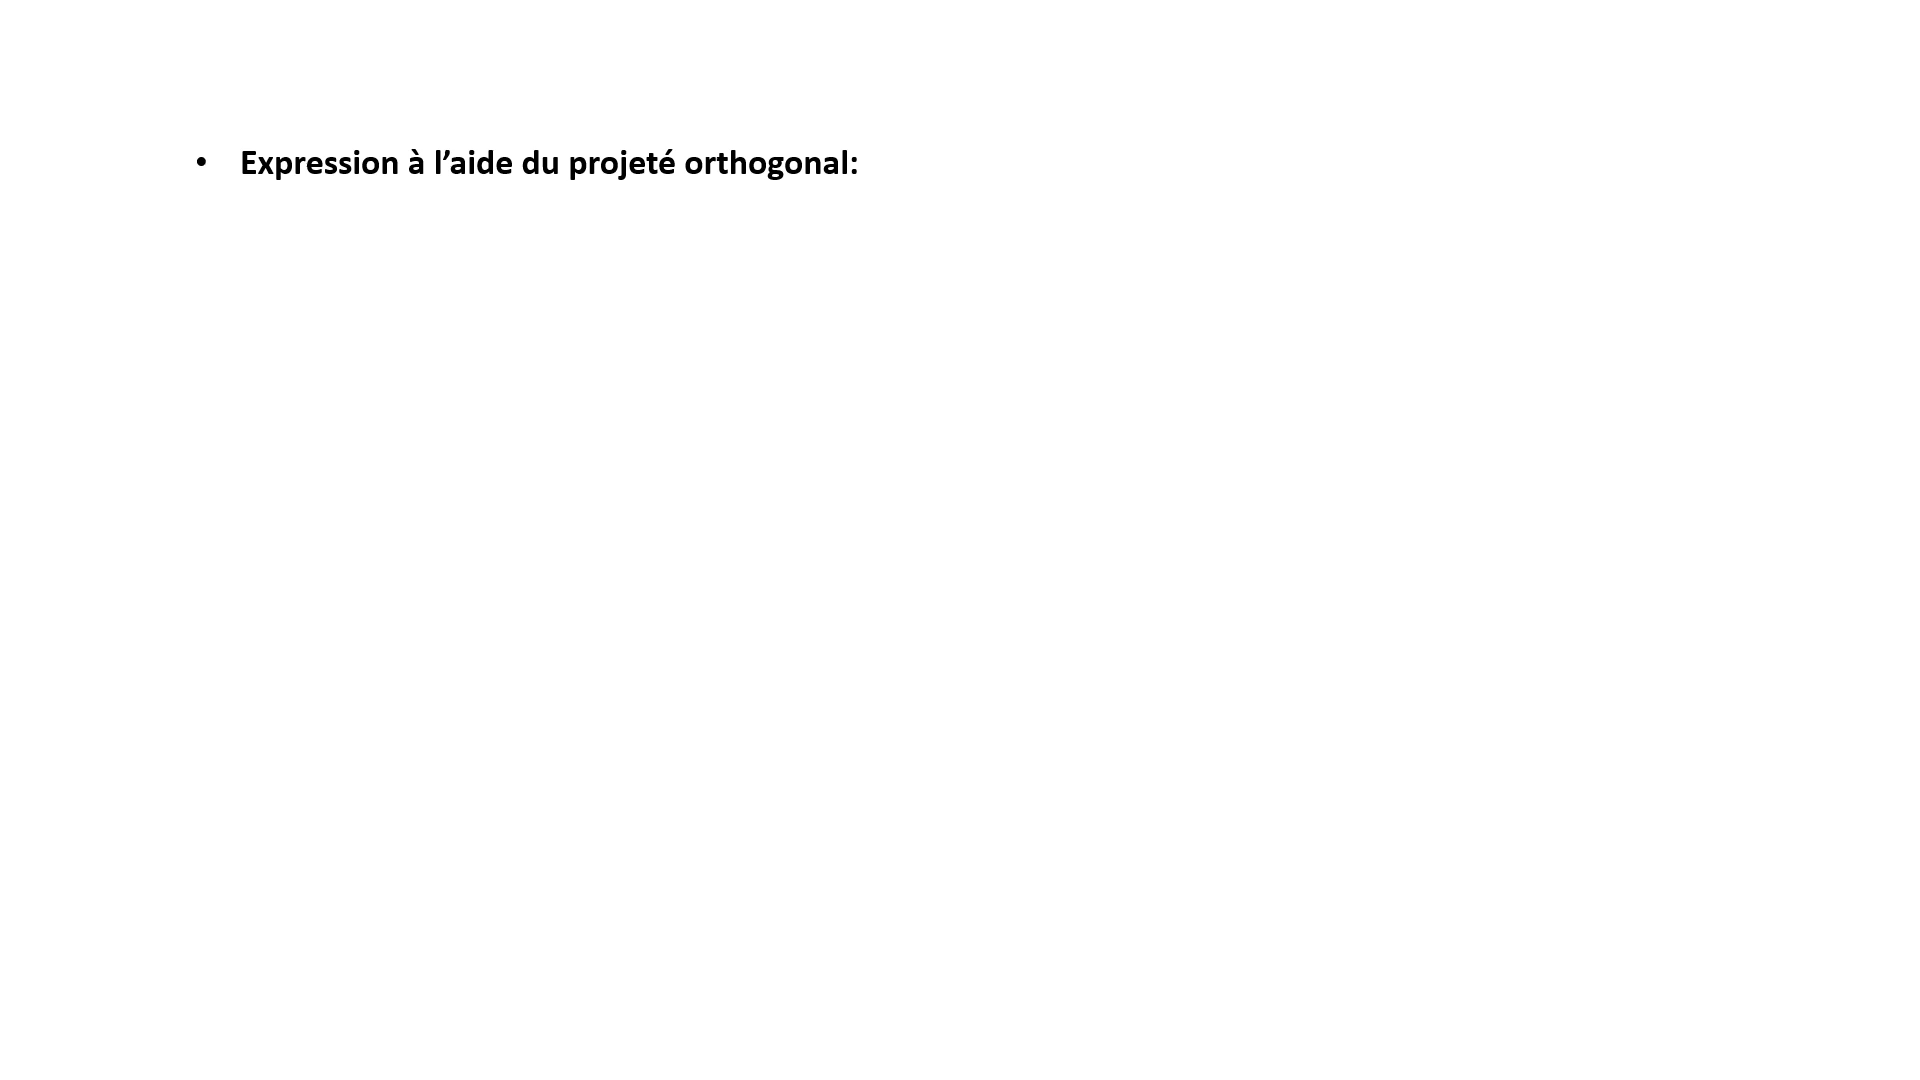 • Expression à l’aide du projeté orthogonal: